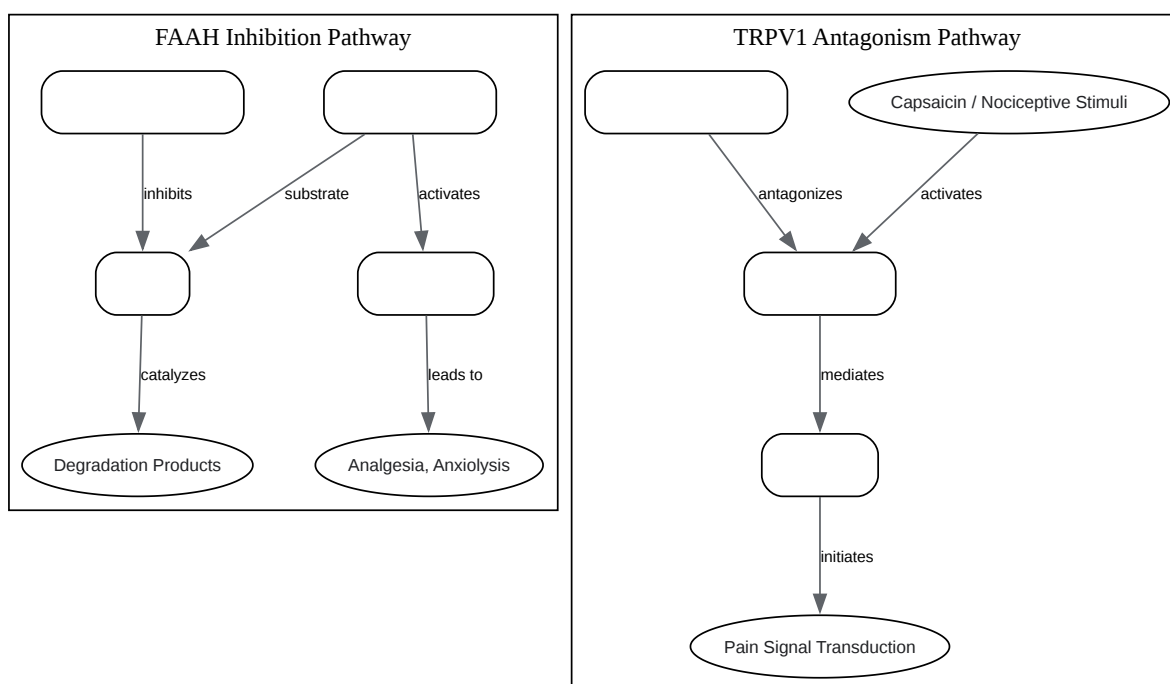 FAAH Inhibition Pathway
inhibits
substrate
activates
catalyzes
leads to
Degradation Products
Analgesia, Anxiolysis
TRPV1 Antagonism Pathway
Capsaicin / Nociceptive Stimuli
antagonizes
activates
mediates
initiates
Pain Signal Transduction